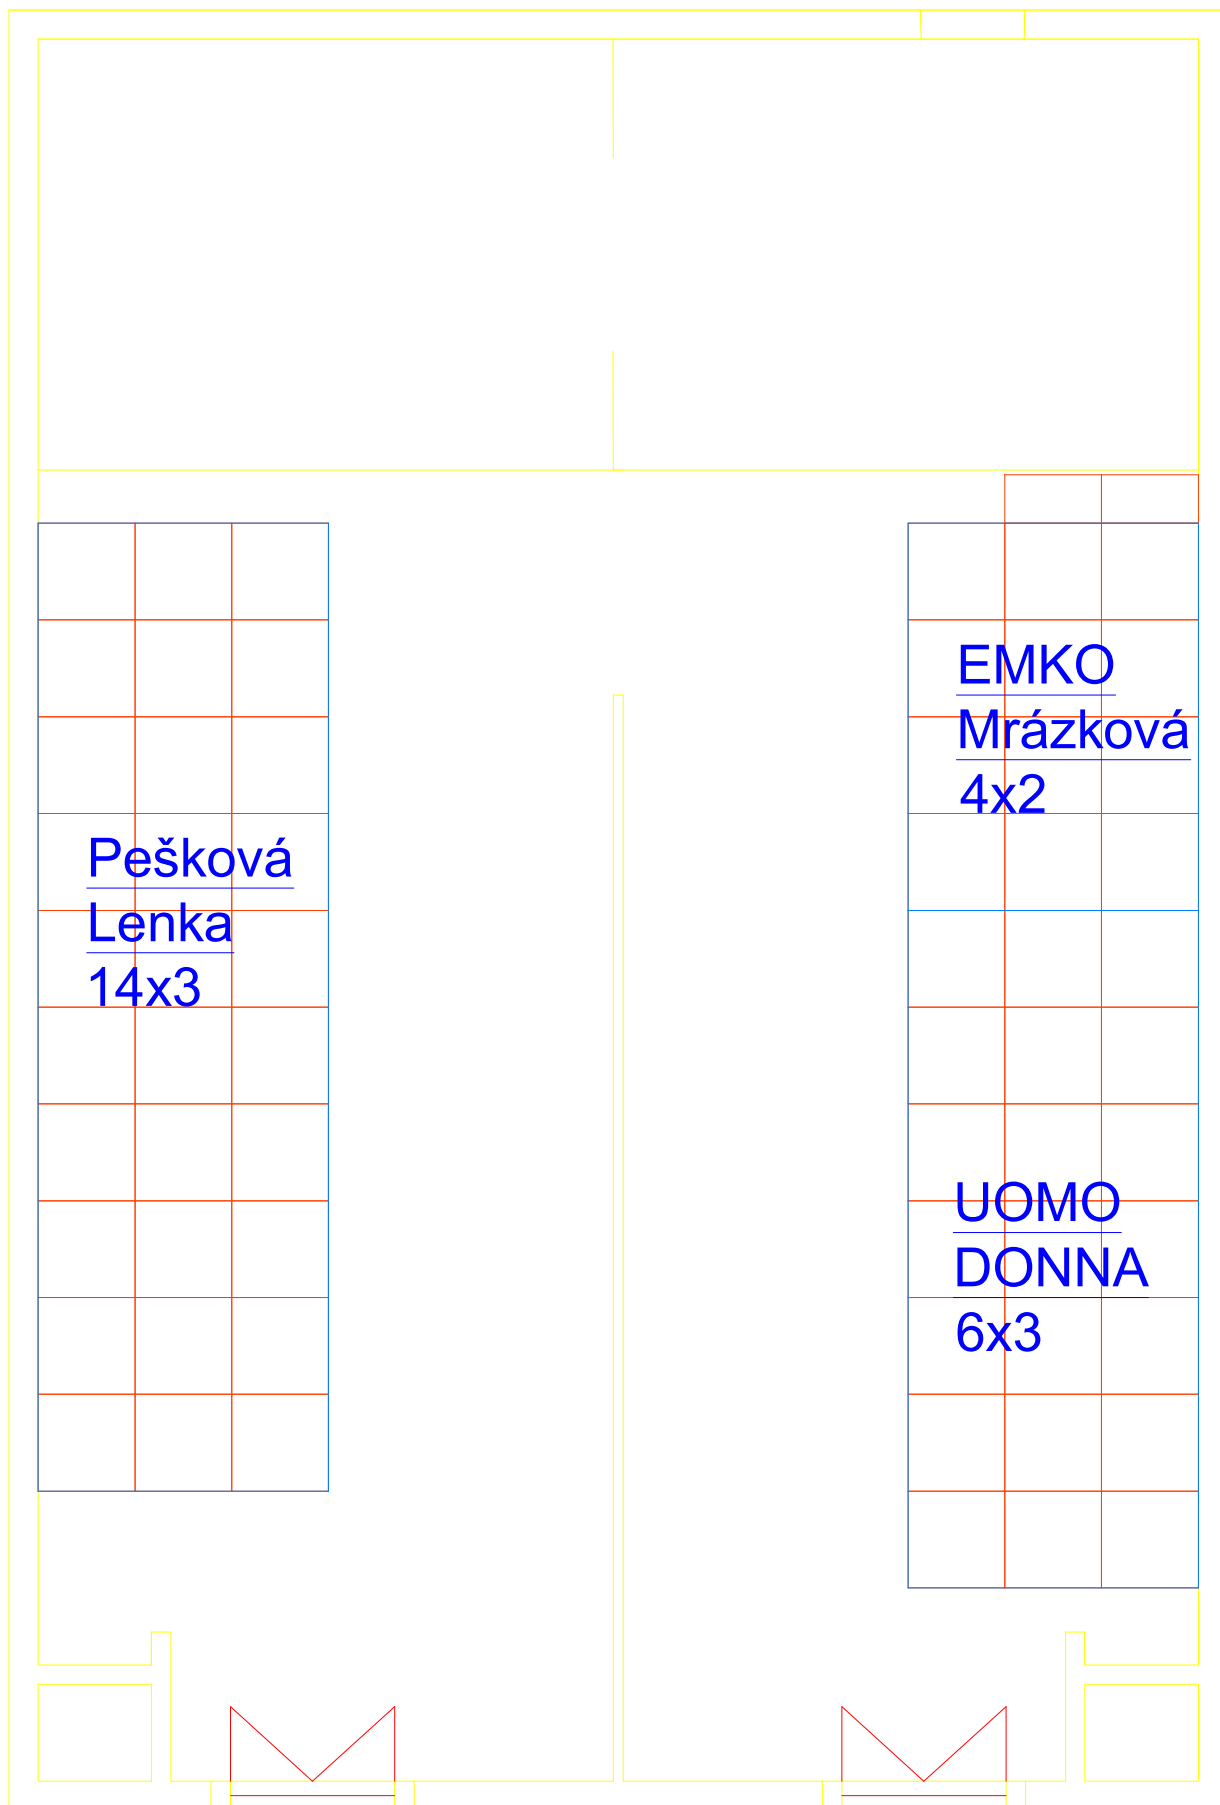 EMKO
Mrázková
4x2
Pešková
Lenka
14x3
UOMO
DONNA
6x3